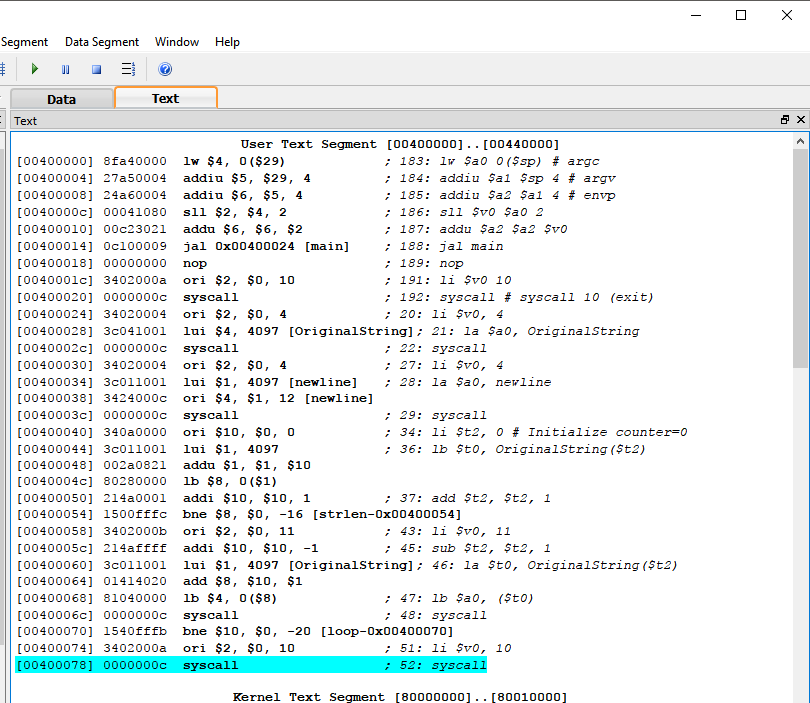 Segment Data Segment Window Help
Data Text
Text
User Text Segment [00400000]..[00440000]
[00400000] 8fa40000 lw $4, 0($29) ; 183: lw $a0 0($sp) # argc
[00400004] 27a50004 addiu $5, $29, 4 ; 184: addiu $a1 $sp 4 # argv
[00400008] 24a60004 addiu $6, $5, 4 ; 185: addiu $a2 $a1 4 # envp
[0040000c] 00041080 sll $2, $4, 2 ; 186: sll $v0 $a0 2
[00400010] 00c23021 addu $6, $6, $2 ; 187: addu $a2 $a2 $v0
[00400014] 0c100009 jal 0x00400024 [main] ; 188: jal main
[00400018] 00000000 nop ; 189: nop
[0040001c] 3402000a ori $2, $0, 10 ; 191: li $v0 10
[00400020] 0000000c syscall ; 192: syscall # syscall 10 (exit)
[00400024] 34020004 ori $2, $0, 4 ; 20: li $v0, 4
[00400028] 3c041001 lui $4, 4097 [OriginalString]; 21: la $a0, OriginalString
[0040002c] 0000000c syscall ; 22: syscall
[00400030] 34020004 ori $2, $0, 4 ; 27: li $v0, 4
[00400034] 3c011001 lui $1, 4097 [newline] ; 28: la $a0, newline
[00400038] 3424000c ori $4, $1, 12 [newline]
[0040003c] 0000000c syscall ; 29: syscall
[00400040] 340a0000 ori $10, $0, 0 ; 34: li $t2, 0 # Initialize counter=0
[00400044] 3c011001 lui $1, 4097 ; 36: lb $t0, OriginalString($t2)
[00400048] 002a0821 addu $1, $1, $10
[0040004c] 80280000 lb $8, 0($1)
[00400050] 214a0001 addi $10, $10, 1 ; 37: add $t2, $t2, 1
[00400054] 1500fffc bne $8, $0, -16 [strlen-0x00400054]
[00400058] 3402000b ori $2, $0, 11 ; 43: li $v0, 11
[0040005c] 214affff addi $10, $10, -1 ; 45: sub $t2, $t2, 1
[00400060] 3c011001 lui $1, 4097 [OriginalString]; 46: la $t0, OriginalString($t2)
[00400064] 01414020 add $8, $10, $1
[00400068] 81040000 lb $4, 0($8) ; 47: lb $a0, ($t0)
[0040006c] 0000000c syscall ; 48: syscall
[00400070] 1540fffb bne $10, $0, -20 [loop-0x00400070]
[00400074] 3402000a ori $2, $0, 10 ; 51: li $v0, 10
[00400078] 0000000c syscall ; 52: syscall
Kernel Text Segment [80000000]..[80010000]